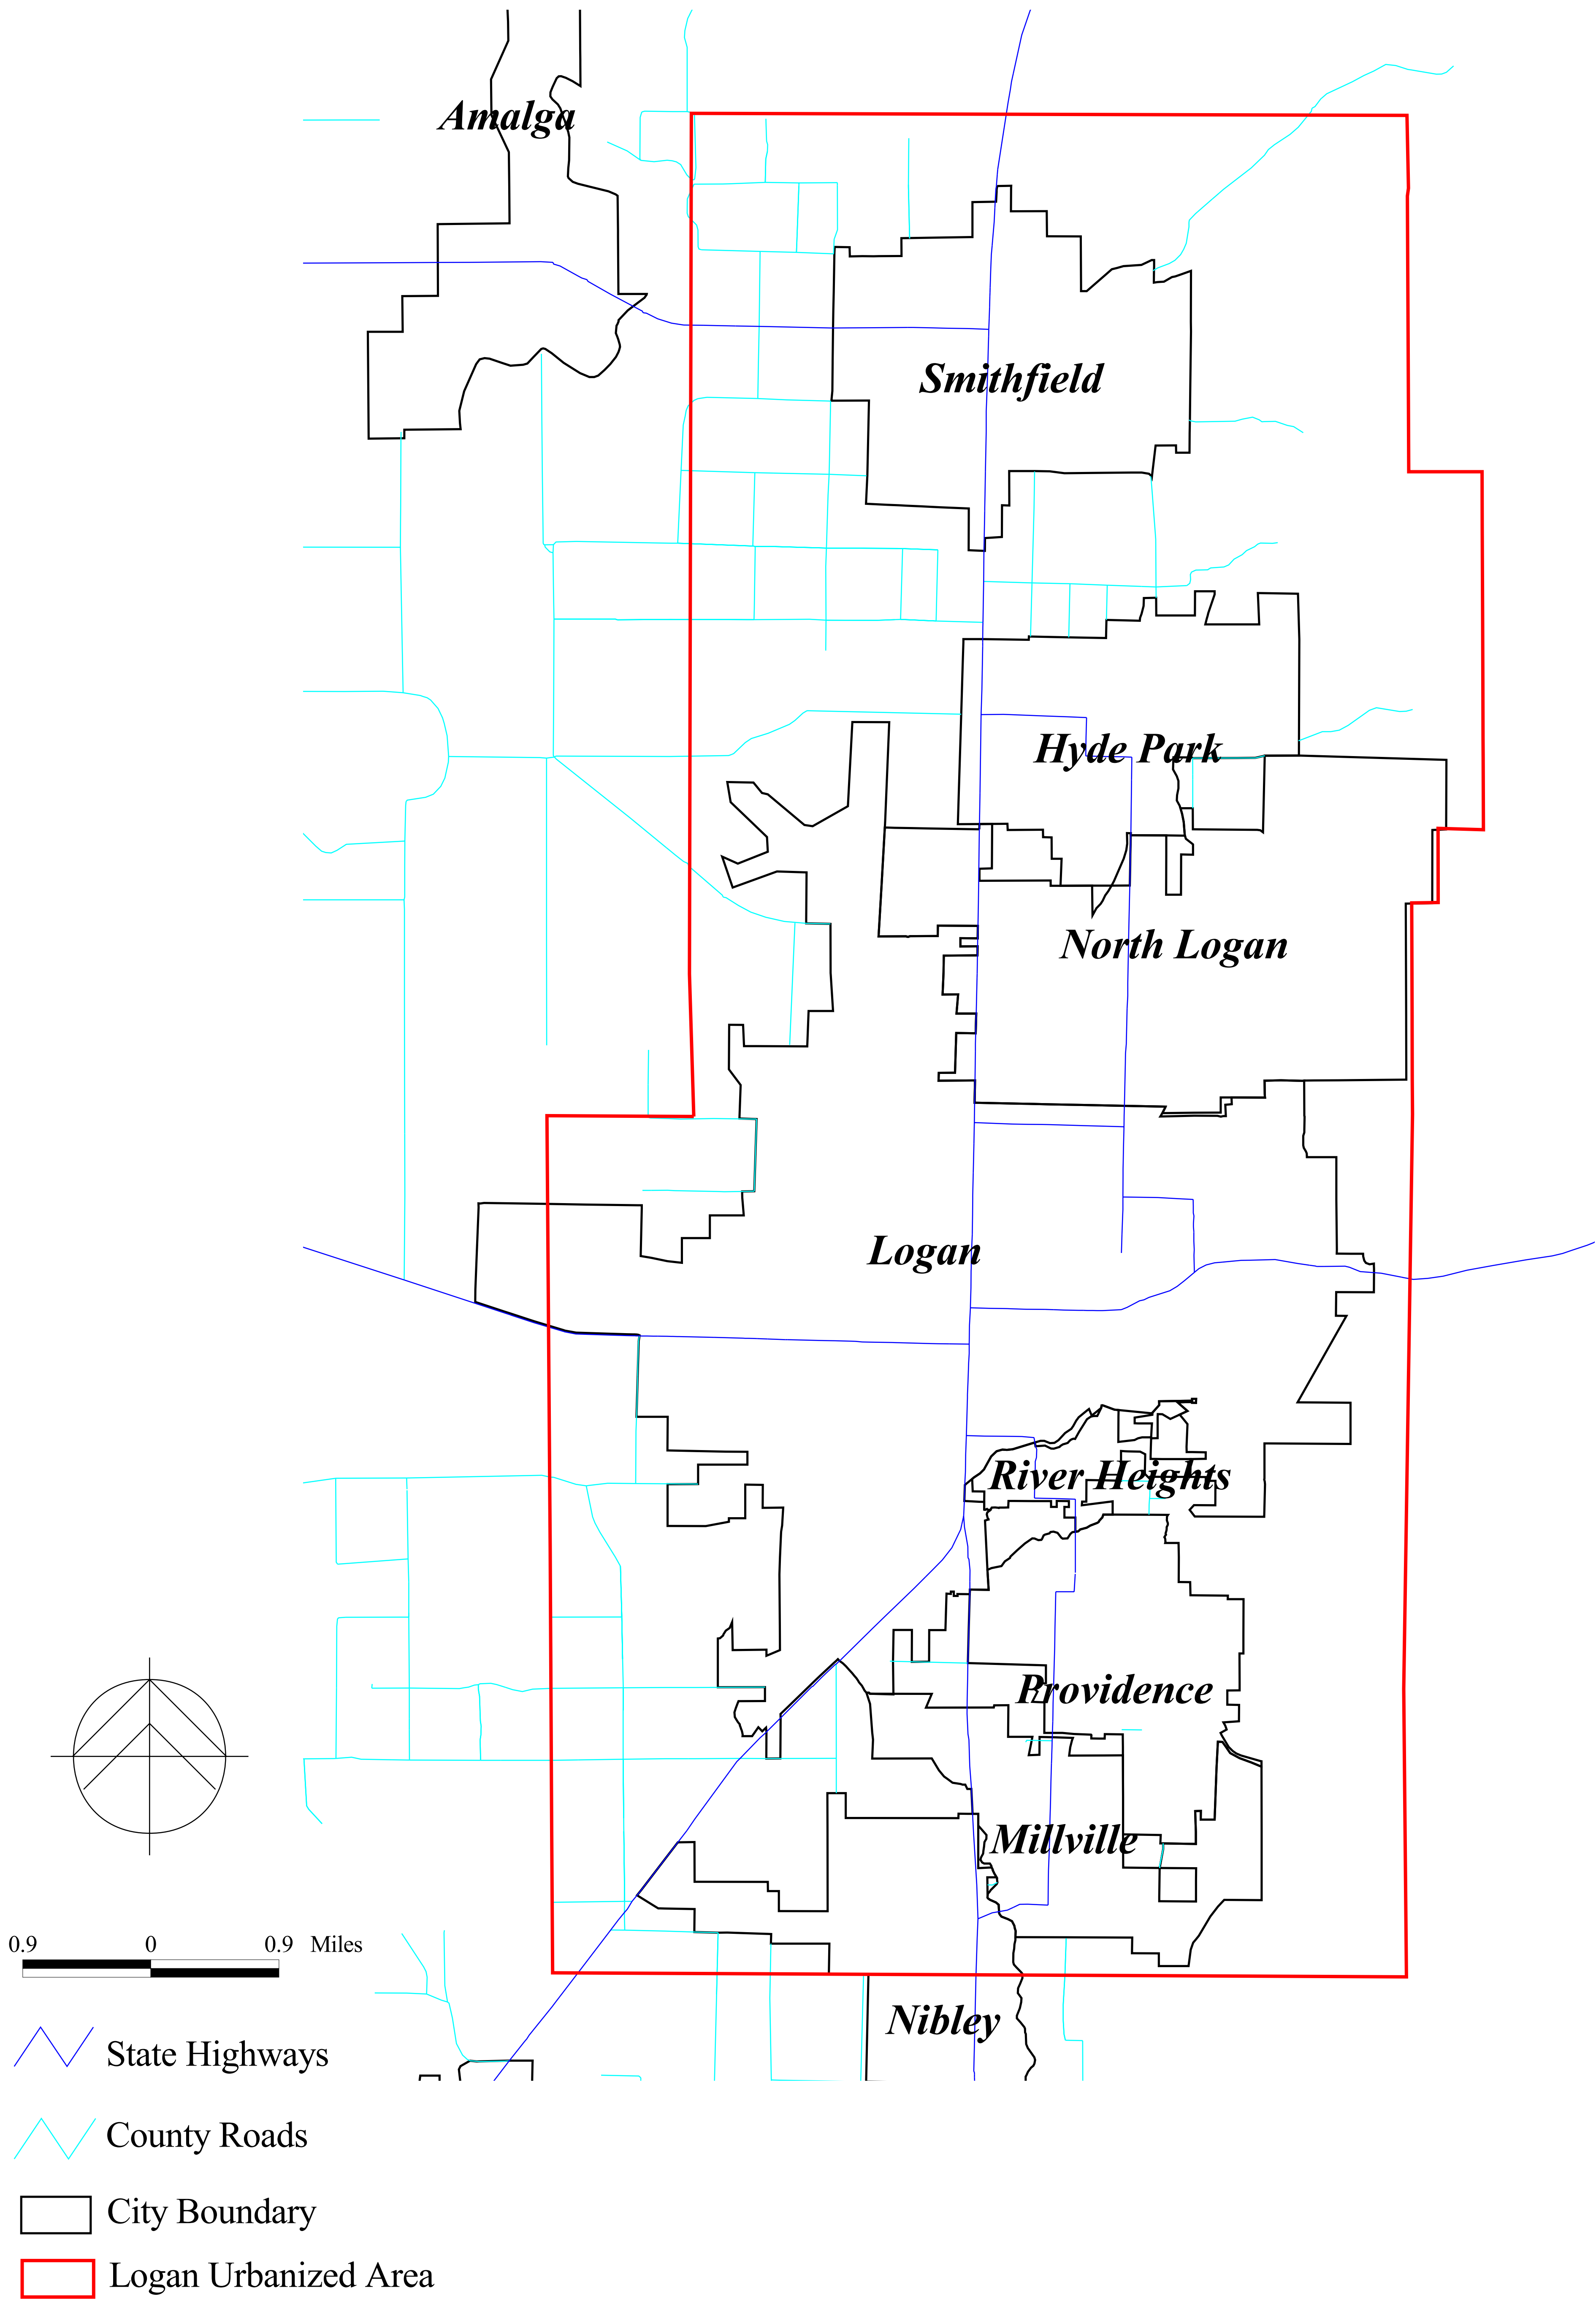 Amalga
Smithfield
Hyde Park
North Logan
Logan
River Heights
Providence
Millville
0.9 0 0.9 Miles
Nibley
State Highways
County Roads
City Boundary
Logan Urbanized Area